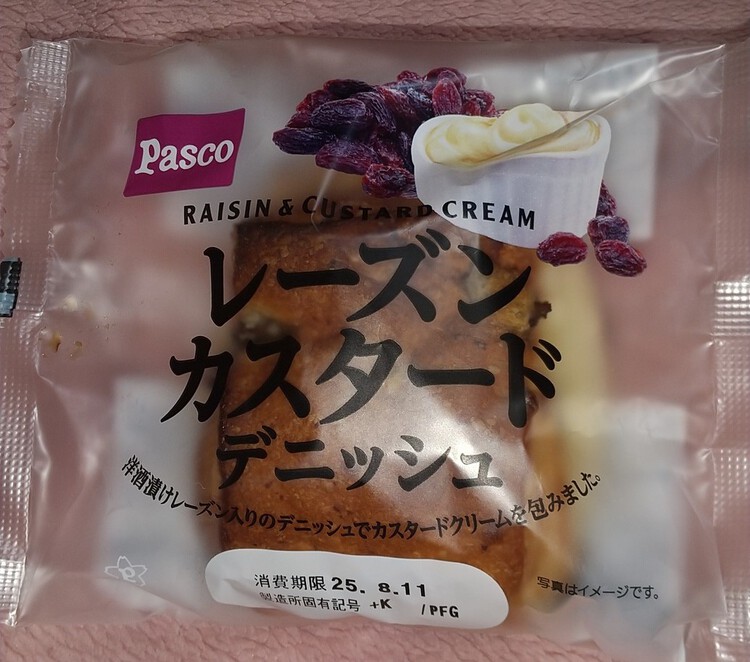 Pasco
RAISIN & CUSTARD CREAM
レーズン
カスタード
デニッシュ
洋酒漬けレーズン入りのデニッシュでカスタードクリームを包みました。
消費期限 25. 8.11
製造所固有記号 +K /PFG
写真はイメージです。